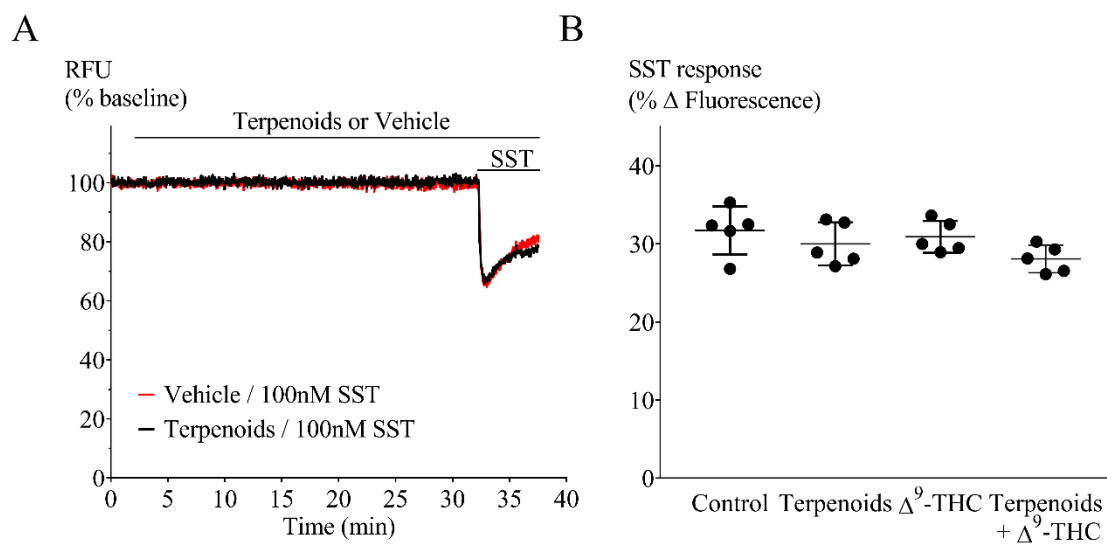 A
RFU
(% baseline)
Terpenoids or Vehicle
SST
100
80
60
40
20
0
Vehicle / 100nM SST
Terpenoids / 100nM SST
0 5 10 15 20 25 30 35 40
Time (min)
B
SST response
(% Δ Fluorescence)
40
30
20
10
0
Control Terpenoids Δ⁹-THC Terpenoids
+ Δ⁹-THC